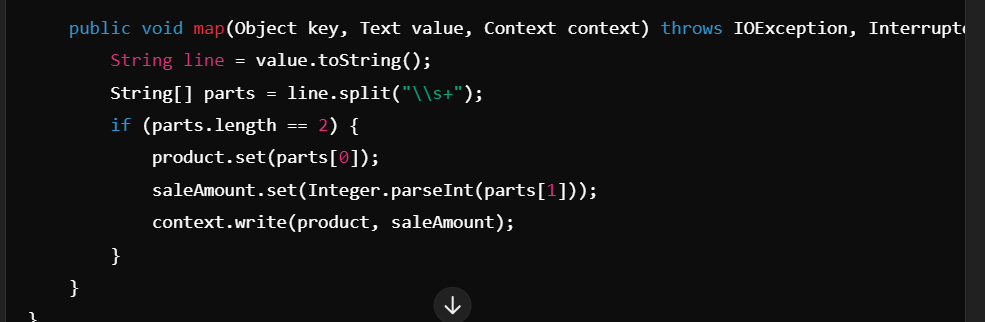 public void map(Object key, Text value, Context context) throws IOException,
String line = value.toString();
String[] parts = line.split("\\s+");
if (parts.length == 2) {
product.set(parts[0]);
saleAmount.set(Integer.parseInt(parts[1]));
context.write(product, saleAmount);
}
}
}